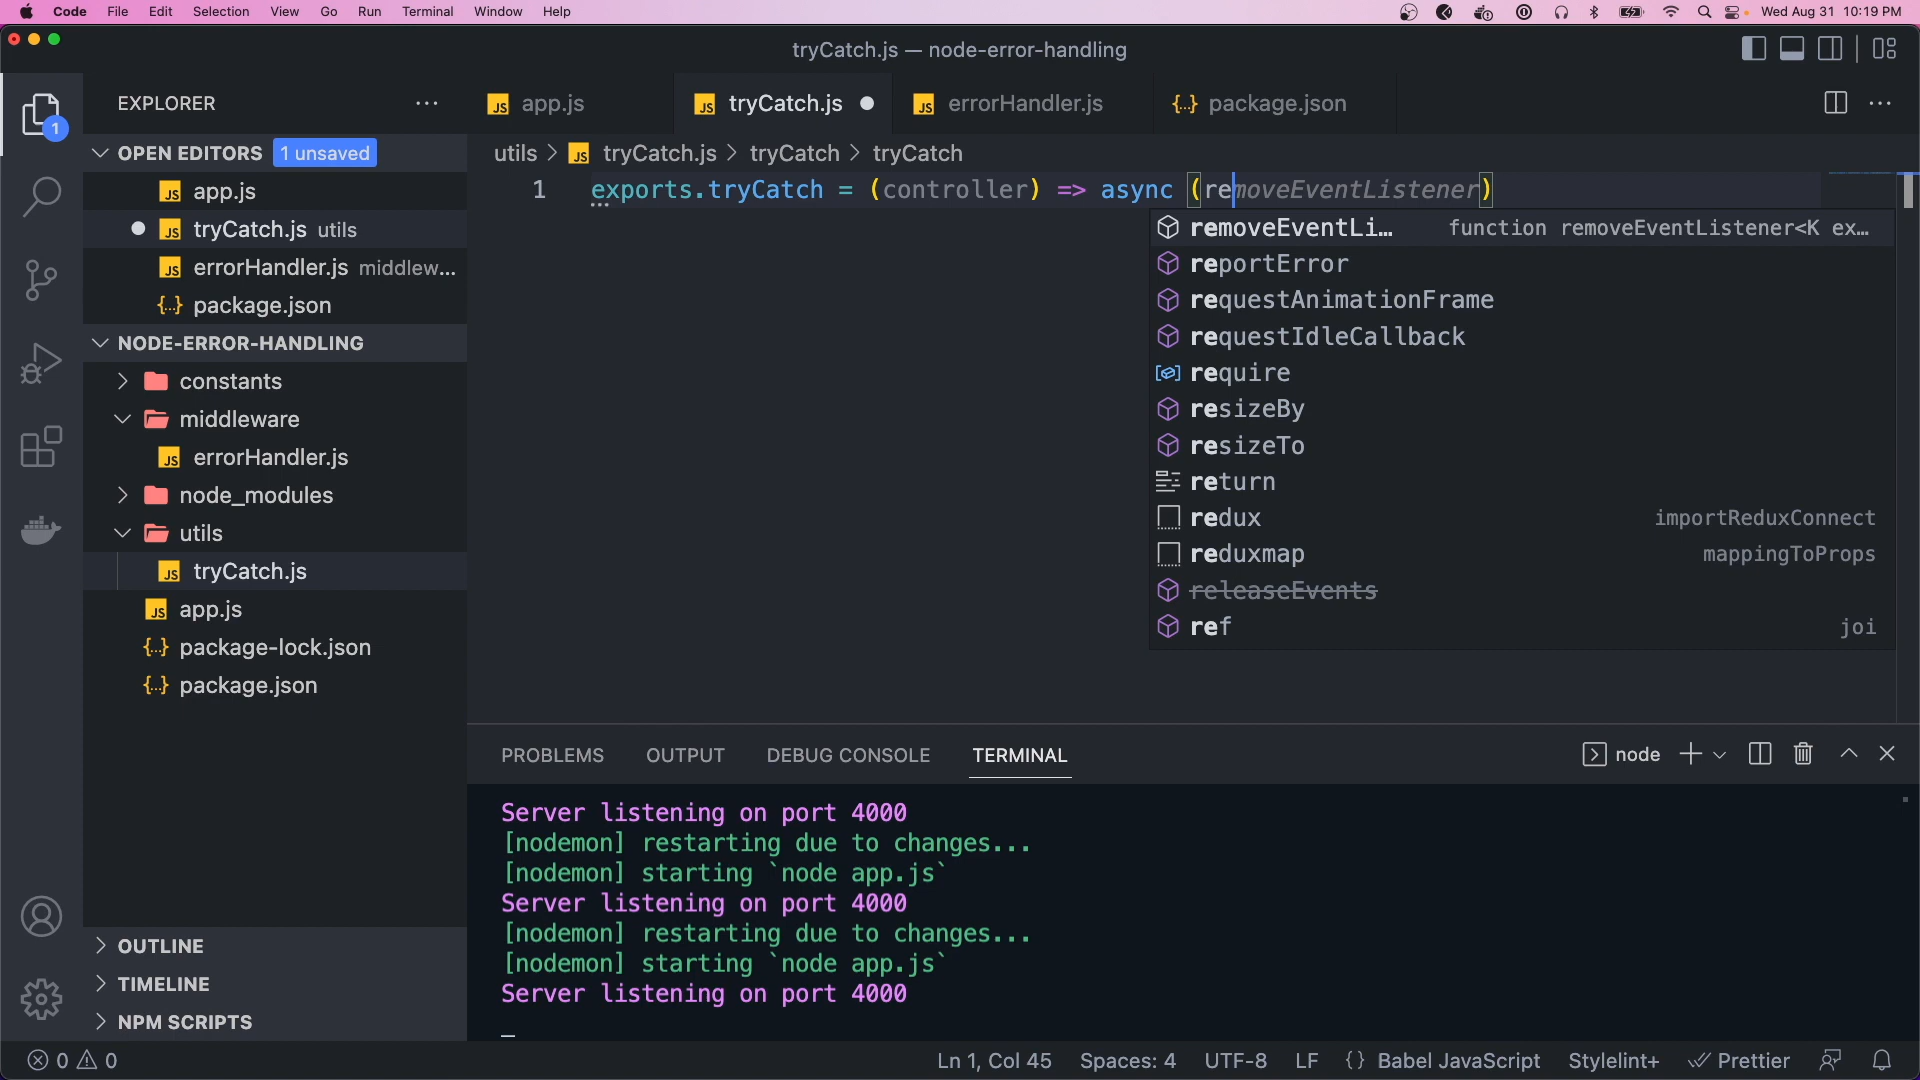 Code File Edit Selection View Go Run Terminal Window Help Wed Aug 31 10:19 PM
tryCatch.js — node-error-handling
EXPLORER
1
app.js
tryCatch.js
errorHandler.js
package.json
OPEN EDITORS 1 unsaved
app.js
tryCatch.js utils
errorHandler.js middlew...
package.json
NODE-ERROR-HANDLING
constants
middleware
errorHandler.js
node_modules
utils
tryCatch.js
app.js
package-lock.json
package.json
OUTLINE
TIMELINE
NPM SCRIPTS
utils > tryCatch.js > tryCatch > tryCatch
1 exports.tryCatch = (controller) => async (removeEventListener)
removeEventLi... function removeEventListener<K ex...
reportError
requestAnimationFrame
requestIdleCallback
require
resizeBy
resizeTo
return
redux importReduxConnect
reduxmap mappingToProps
releaseEvents
ref joi
PROBLEMS OUTPUT DEBUG CONSOLE TERMINAL node
Server listening on port 4000
[nodemon] restarting due to changes...
[nodemon] starting `node app.js`
Server listening on port 4000
[nodemon] restarting due to changes...
[nodemon] starting `node app.js`
Server listening on port 4000
0 0 Ln 1, Col 45 Spaces: 4 UTF-8 LF {} Babel JavaScript Stylelint+ Prettier